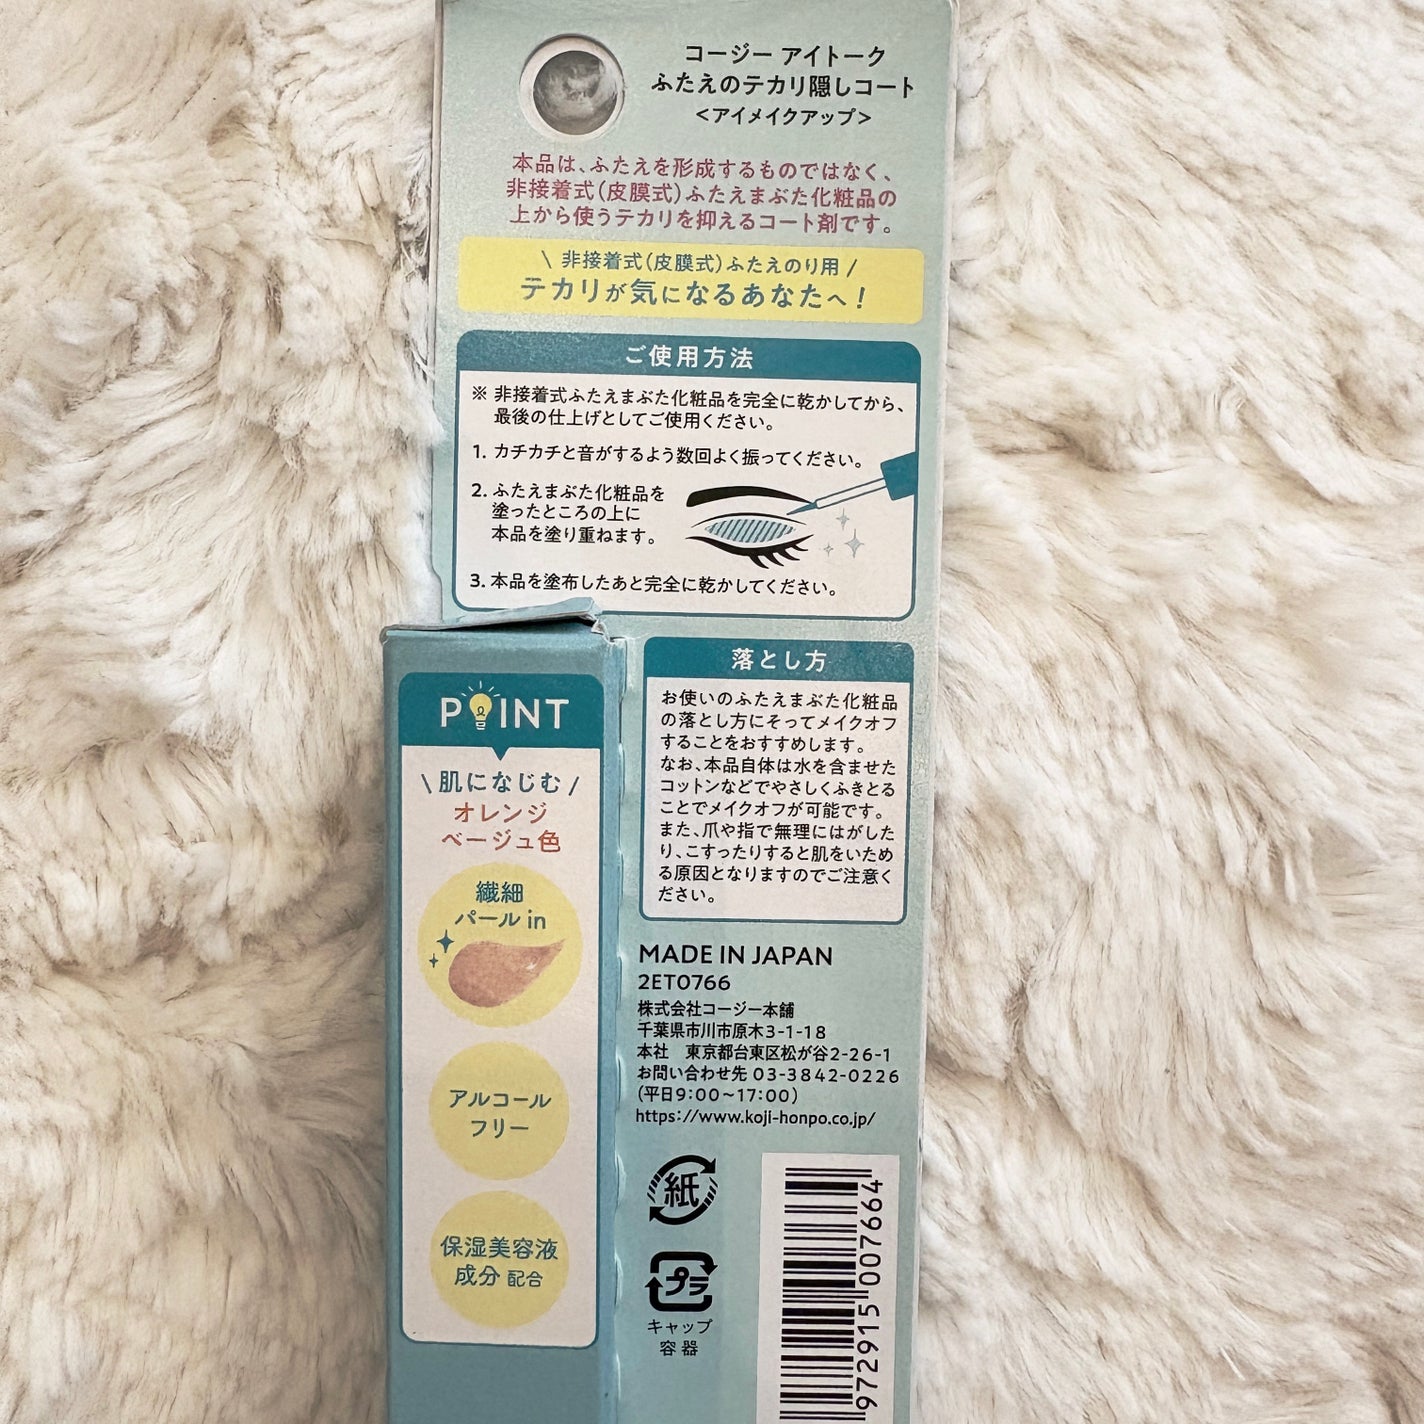 コージー アイトーク
ふたえのテカリ隠しコート
<アイメイクアップ>
本品は、ふたえを形成するものではなく、
非接着式(皮膜式)ふたえまぶた化粧品の
上から使うテカリを抑えるコート剤です。
\ 非接着式(皮膜式)ふたえのり用 /
テカリが気になるあなたへ!
ご使用方法
※ 非接着式ふたえまぶた化粧品を完全に乾かしてから、
最後の仕上げとしてご使用ください。
1. カチカチと音がするよう数回よく振ってください。
2. ふたえまぶた化粧品を
塗ったところの上に
本品を塗り重ねます。
3. 本品を塗布したあと完全に乾かしてください。
落とし方
お使いのふたえまぶた化粧品
の落とし方にそってメイクオフ
することをおすすめします。
なお、本品自体は水を含ませた
コットンなどでやさしくふきとる
ことでメイクオフが可能です。
また、爪や指で無理にはがした
り、こすったりすると肌をいため
る原因となりますのでご注意く
ださい。
POINT
\ 肌になじむ /
オレンジ
ベージュ色
繊細
パール in
アルコール
フリー
保湿美容液
成分 配合
MADE IN JAPAN
2ET0766
株式会社コージー本舗
千葉県市川市原木3-1-18
本社 東京都台東区松が谷2-26-1
お問い合わせ先 03-3842-0226
(平日9:00~17:00)
https://www.koji-honpo.co.jp/
紙
プラ
キャップ
容器
972915 007664